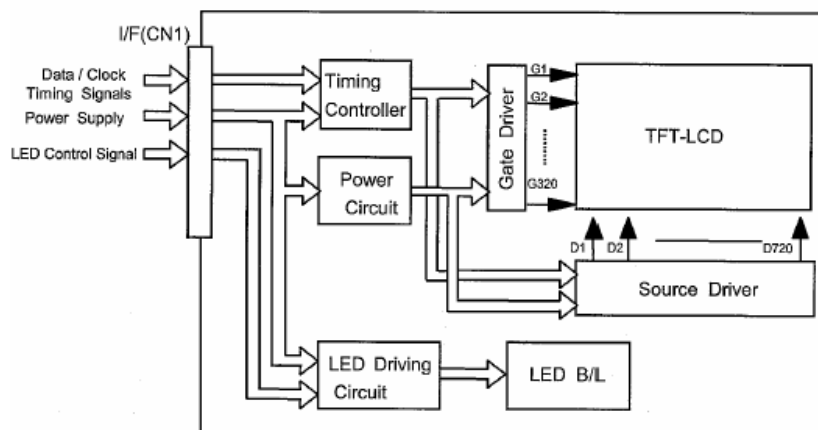 I/F(CN1)
Data / Clock
Timing Signals
Power Supply
LED Control Signal
Timing
Controller
Power
Circuit
LED Driving
Circuit
LED B/L
Gate Driver
G1
G2
G320
TFT-LCD
D1
D2
D720
Source Driver